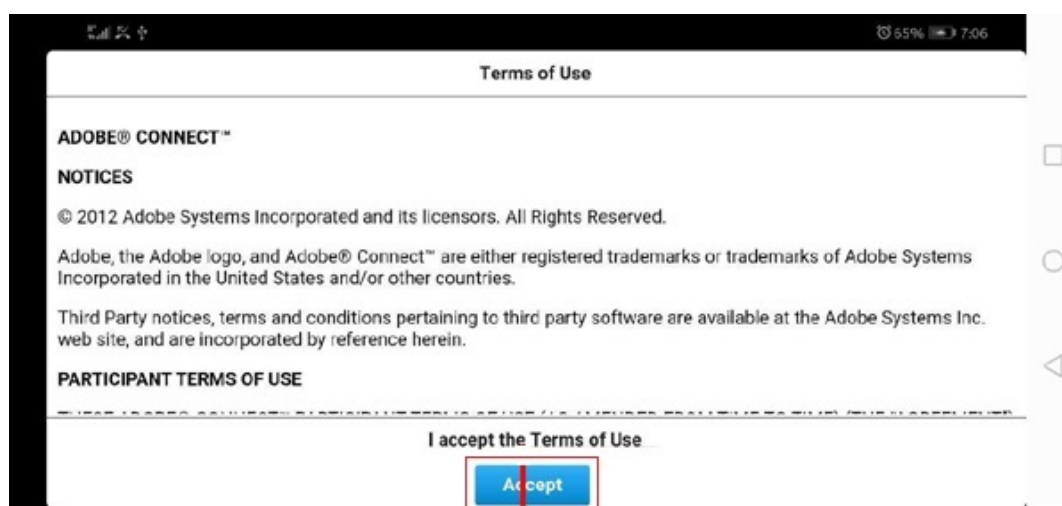 65% 7:06
Terms of Use
ADOBE® CONNECT™
NOTICES
© 2012 Adobe Systems Incorporated and its licensors. All Rights Reserved.
Adobe, the Adobe logo, and Adobe® Connect™ are either registered trademarks or trademarks of Adobe Systems
Incorporated in the United States and/or other countries.
Third Party notices, terms and conditions pertaining to third party software are available at the Adobe Systems Inc.
web site, and are incorporated by reference herein.
PARTICIPANT TERMS OF USE
I accept the Terms of Use
Accept